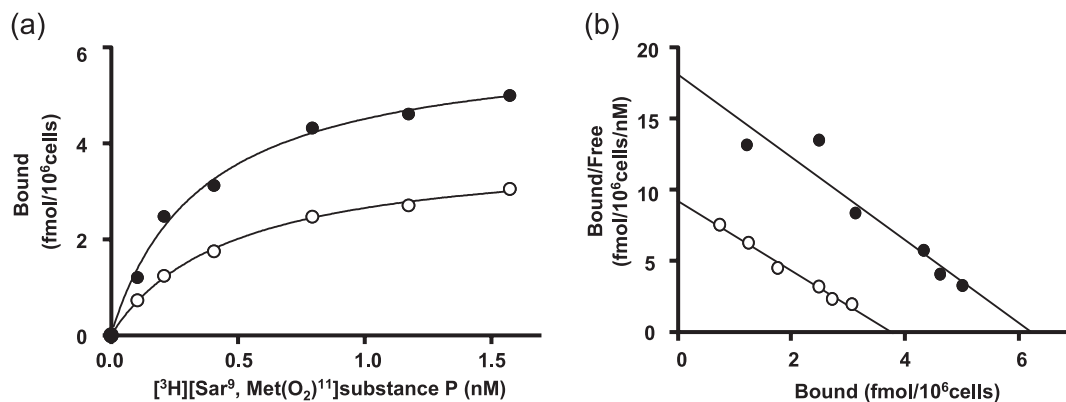 (a)
6
4
2
0
Bound
(fmol/10⁶cells)
0.0 0.5 1.0 1.5
[³H][Sar⁹, Met(O₂)¹¹]substance P (nM)
(b)
20
15
10
5
0
Bound/Free
(fmol/10⁶cells/nM)
0 2 4 6
Bound (fmol/10⁶cells)